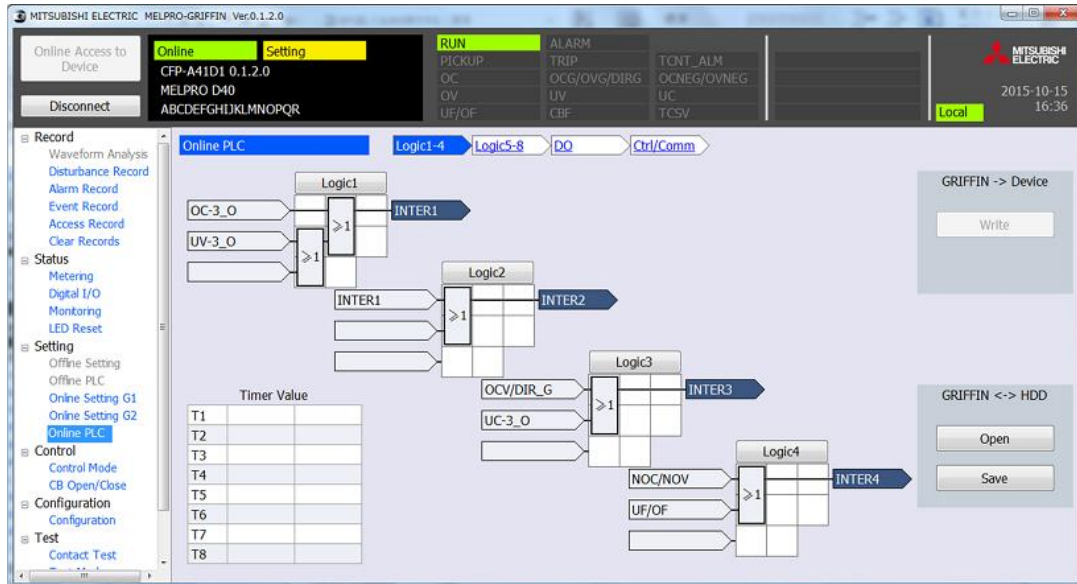 MITSUBISHI ELECTRIC MELPRO-GRIFFIN Ver.0.1.2.0
Online Access to
Device
Disconnect
Online Setting
CFP-A41D1 0.1.2.0
MELPRO D40
ABCDEFGHIJKLMNOPQR
RUN ALARM
PICKUP TRIP TCNT_ALM
OC OCG/OVG/DIRG OCNEG/OVNEG
OV UV UC
UF/OF CBF TCSV
MITSUBISHI
ELECTRIC
2015-10-15
16:36
Local
Record
Waveform Analysis
Disturbance Record
Alarm Record
Event Record
Access Record
Clear Records
Status
Metering
Digital I/O
Monitoring
LED Reset
Setting
Offline Setting
Offline PLC
Online Setting G1
Online Setting G2
Online PLC
Control
Control Mode
CB Open/Close
Configuration
Configuration
Test
Contact Test
Online PLC
Logic1-4 Logic5-8 DO Ctrl/Comm
Logic1
OC-3_O
UV-3_O
≥1
≥1
INTER1
Logic2
INTER1
≥1
INTER2
Logic3
OCV/DIR_G
UC-3_O
≥1
INTER3
Logic4
NOC/NOV
UF/OF
≥1
INTER4
Timer Value
T1
T2
T3
T4
T5
T6
T7
T8
GRIFFIN -> Device
Write
GRIFFIN <-> HDD
Open
Save